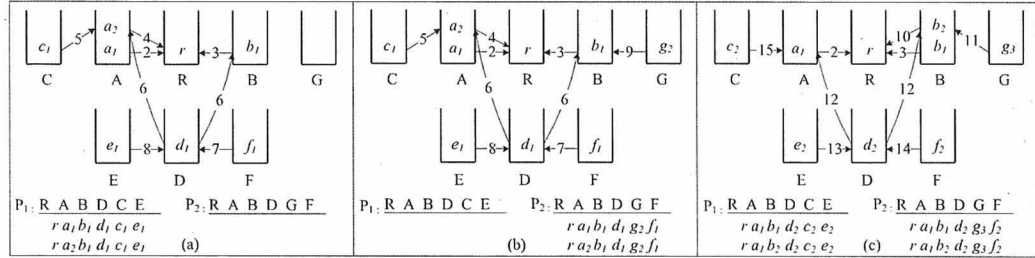 c₁ 5 a₂ 4 r 3 b₁
a₁ 2
C A R B G
6 6
e₁ 8 d₁ 7 f₁
E D F
P₁: R A B D C E P₂: R A B D G F
r a₁ b₁ d₁ c₁ e₁
r a₂ b₁ d₁ c₁ e₁
(a)
c₁ 5 a₂ 4 r 3 b₁ 9 g₂
a₁ 2
C A R B G
6 6
e₁ 8 d₁ 7 f₁
E D F
P₁: R A B D C E P₂: R A B D G F
r a₁ b₁ d₁ g₂ f₁
r a₂ b₁ d₁ g₂ f₁
(b)
b₂
c₂ 15 a₁ 2 r 10 3 b₁ 11 g₃
C A R B G
12 12
e₂ 13 d₂ 14 f₂
E D F
P₁: R A B D C E P₂: R A B D G F
r a₁ b₁ d₂ c₂ e₂ r a₁ b₁ d₂ g₃ f₂
r a₁ b₂ d₂ c₂ e₂ (c) r a₁ b₂ d₂ g₃ f₂